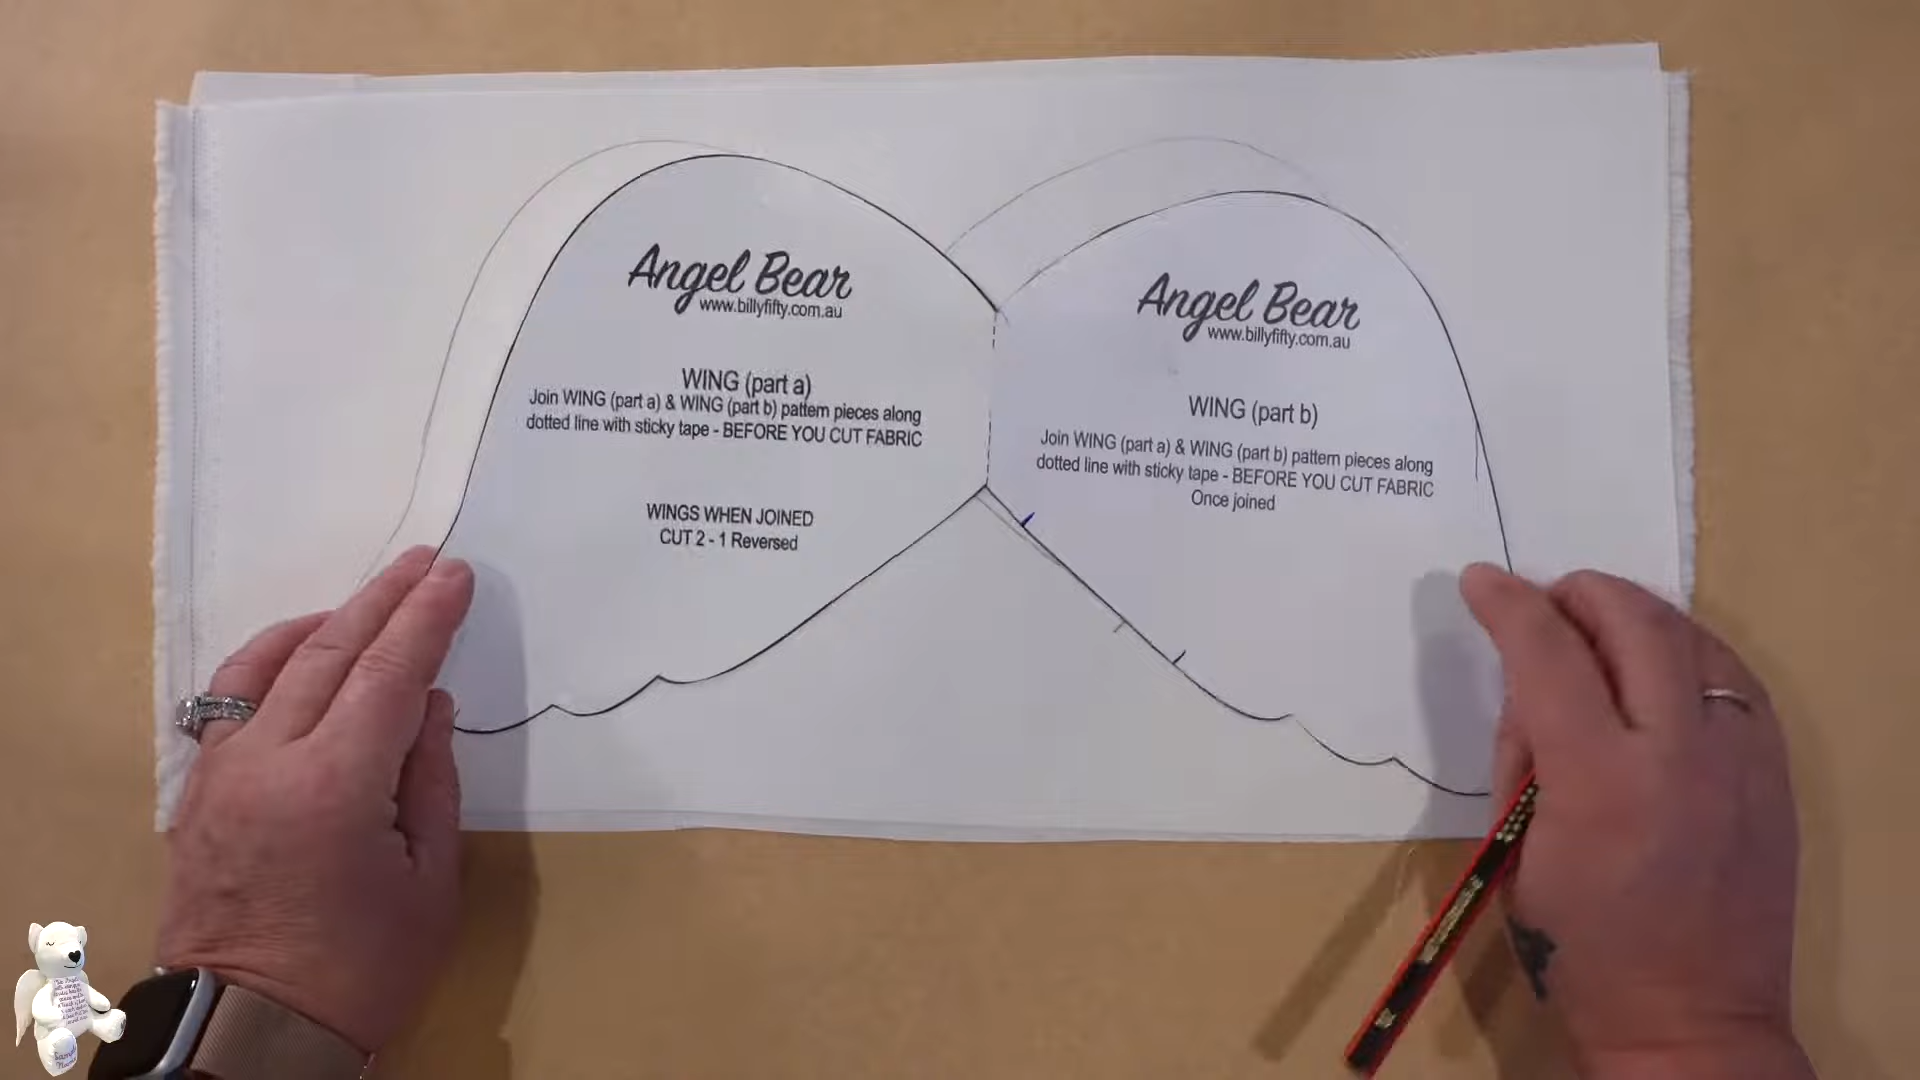 Angel Bear
www.billyfifty.com.au
WING (part a)
Join WING (part a) & WING (part b) pattern pieces along
dotted line with sticky tape - BEFORE YOU CUT FABRIC
WINGS WHEN JOINED
CUT 2 - 1 Reversed
Angel Bear
www.billyfifty.com.au
WING (part b)
Join WING (part a) & WING (part b) pattern pieces along
dotted line with sticky tape - BEFORE YOU CUT FABRIC
Once joined